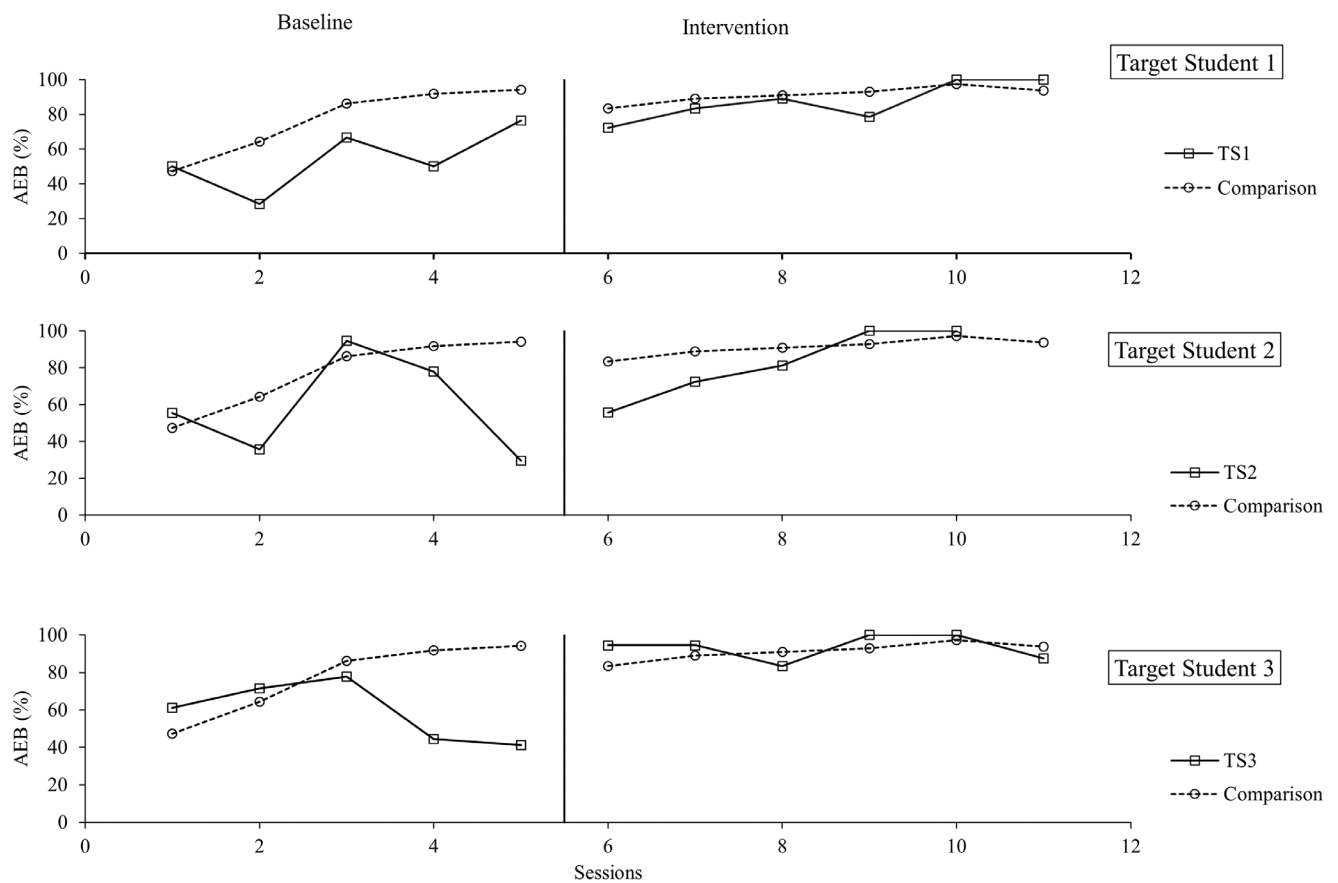 Baseline
Intervention
Target Student 1
AEB (%)
100
80
60
40
20
0
0 2 4 6 8 10 12
TS1
Comparison
Target Student 2
AEB (%)
100
80
60
40
20
0
0 2 4 6 8 10 12
TS2
Comparison
Target Student 3
AEB (%)
100
80
60
40
20
0
0 2 4 6 8 10 12
TS3
Comparison
Sessions